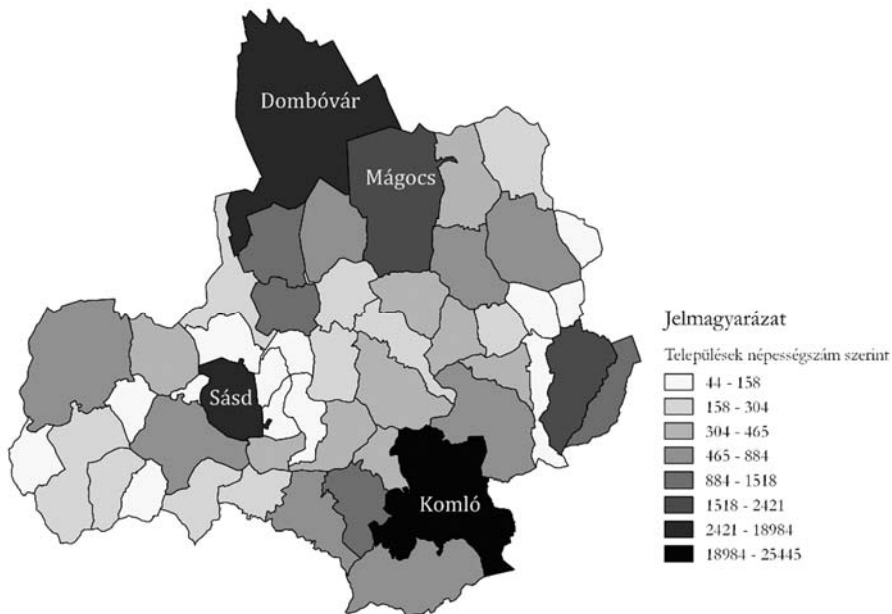 Dombóvár
Mágocs
Sásd
Komló
Jelmagyarázat
Települések népességszám szerint
44 - 158
158 - 304
304 - 465
465 - 884
884 - 1518
1518 - 2421
2421 - 18984
18984 - 25445